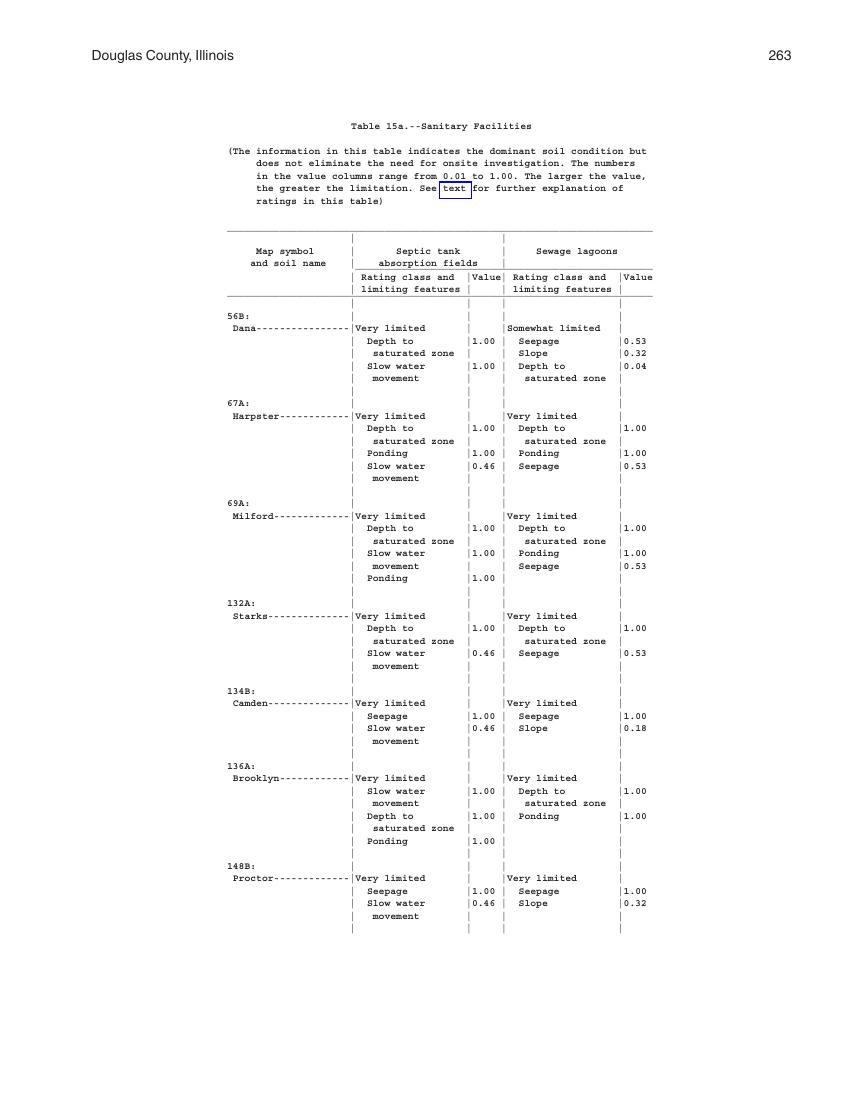 Douglas County, Illinois 263
Table 15a.--Sanitary Facilities
(The information in this table indicates the dominant soil condition but
does not eliminate the need for onsite investigation. The numbers
in the value columns range from 0.01 to 1.00. The larger the value,
the greater the limitation. See text for further explanation of
ratings in this table)
Map symbol | Septic tank | Sewage lagoons
and soil name | absorption fields |
| Rating class and |Value| Rating class and |Value
| limiting features | | limiting features |
56B:
Dana----------------|Very limited | |Somewhat limited |
| Depth to |1.00 | Seepage |0.53
| saturated zone | | Slope |0.32
| Slow water |1.00 | Depth to |0.04
| movement | | saturated zone |
67A:
Harpster------------|Very limited | |Very limited |
| Depth to |1.00 | Depth to |1.00
| saturated zone | | saturated zone |
| Ponding |1.00 | Ponding |1.00
| Slow water |0.46 | Seepage |0.53
| movement | | |
69A:
Milford-------------|Very limited | |Very limited |
| Depth to |1.00 | Depth to |1.00
| saturated zone | | saturated zone |
| Slow water |1.00 | Ponding |1.00
| movement | | Seepage |0.53
| Ponding |1.00 | |
132A:
Starks--------------|Very limited | |Very limited |
| Depth to |1.00 | Depth to |1.00
| saturated zone | | saturated zone |
| Slow water |0.46 | Seepage |0.53
| movement | | |
134B:
Camden--------------|Very limited | |Very limited |
| Seepage |1.00 | Seepage |1.00
| Slow water |0.46 | Slope |0.18
| movement | | |
136A:
Brooklyn------------|Very limited | |Very limited |
| Slow water |1.00 | Depth to |1.00
| movement | | saturated zone |
| Depth to |1.00 | Ponding |1.00
| saturated zone | | |
| Ponding |1.00 | |
148B:
Proctor-------------|Very limited | |Very limited |
| Seepage |1.00 | Seepage |1.00
| Slow water |0.46 | Slope |0.32
| movement | | |